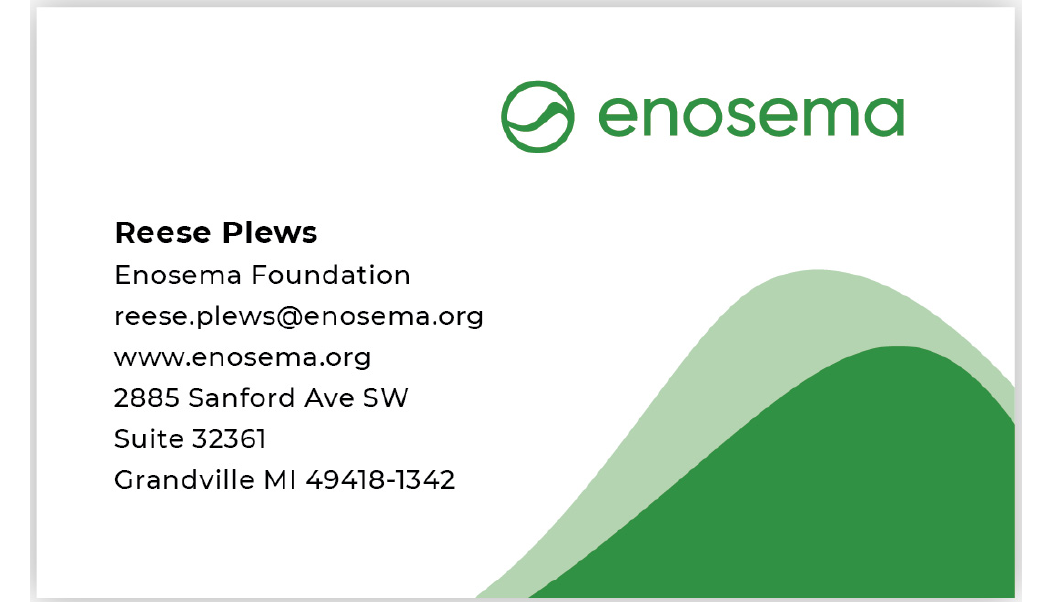 enosema
Reese Plews
Enosema Foundation
reese.plews@enosema.org
www.enosema.org
2885 Sanford Ave SW
Suite 32361
Grandville MI 49418-1342